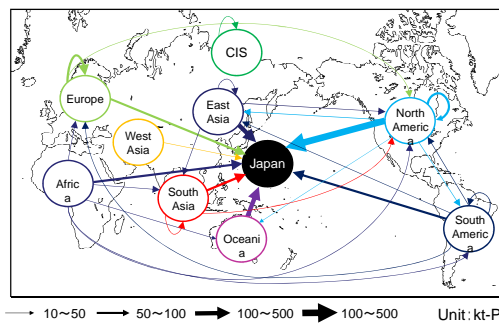 CIS
Europe
East
Asia
North
Americ
a
West
Asia
Japan
Afric
a
South
Asia
Oceani
a
South
Americ
a
10～50
50～100
100～500
100～500
Unit：kt-P